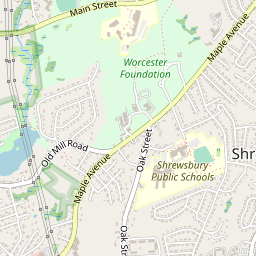 Main Street
Maple Avenue
Worcester
Foundation
Old Mill Road
Oak Street
Shr
Maple Avenue
Shrewsbury
Public Schools
Oak St